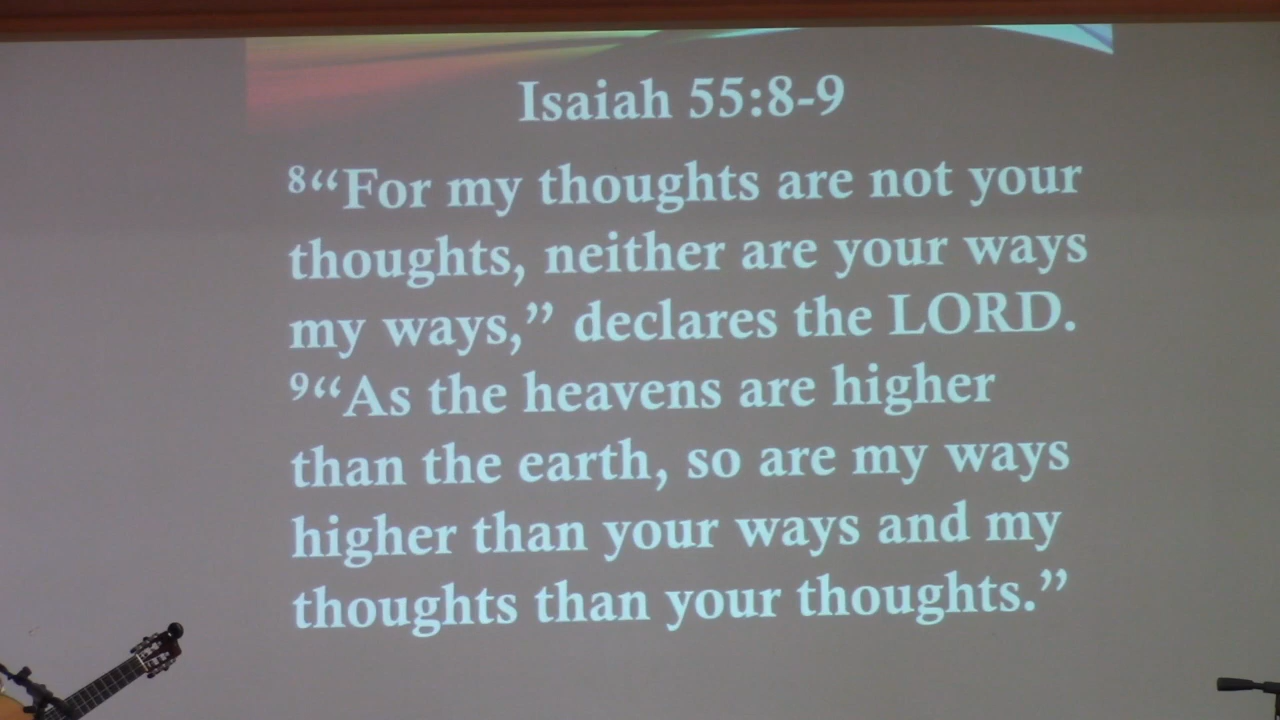 Isaiah 55:8-9
⁸“For my thoughts are not your
thoughts, neither are your ways
my ways,” declares the LORD.
⁹“As the heavens are higher
than the earth, so are my ways
higher than your ways and my
thoughts than your thoughts.”